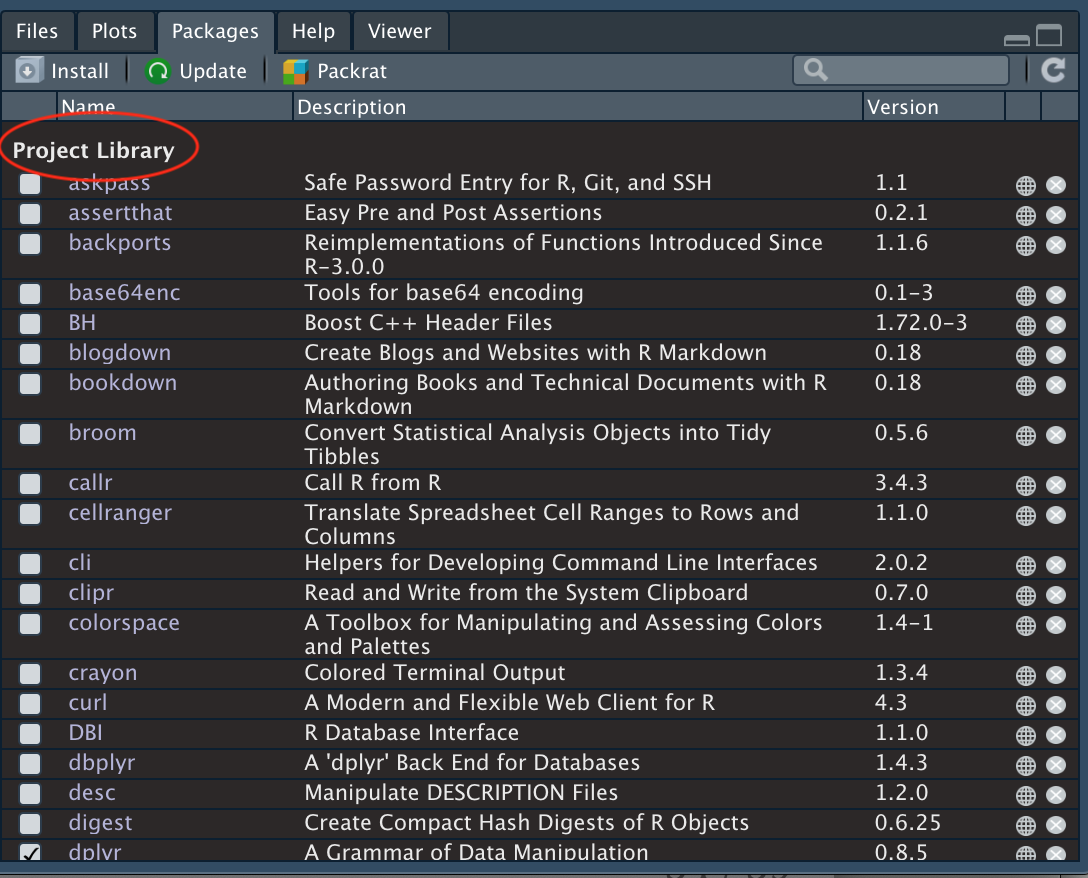 Files Plots Packages Help Viewer
Install Update Packrat
Name Description Version
Project Library
askpass Safe Password Entry for R, Git, and SSH 1.1
assertthat Easy Pre and Post Assertions 0.2.1
backports Reimplementations of Functions Introduced Since 1.1.6
R-3.0.0
base64enc Tools for base64 encoding 0.1-3
BH Boost C++ Header Files 1.72.0-3
blogdown Create Blogs and Websites with R Markdown 0.18
bookdown Authoring Books and Technical Documents with R 0.18
Markdown
broom Convert Statistical Analysis Objects into Tidy 0.5.6
Tibbles
callr Call R from R 3.4.3
cellranger Translate Spreadsheet Cell Ranges to Rows and 1.1.0
Columns
cli Helpers for Developing Command Line Interfaces 2.0.2
clipr Read and Write from the System Clipboard 0.7.0
colorspace A Toolbox for Manipulating and Assessing Colors 1.4-1
and Palettes
crayon Colored Terminal Output 1.3.4
curl A Modern and Flexible Web Client for R 4.3
DBI R Database Interface 1.1.0
dbplyr A 'dplyr' Back End for Databases 1.4.3
desc Manipulate DESCRIPTION Files 1.2.0
digest Create Compact Hash Digests of R Objects 0.6.25
dplyr A Grammar of Data Manipulation 0.8.5